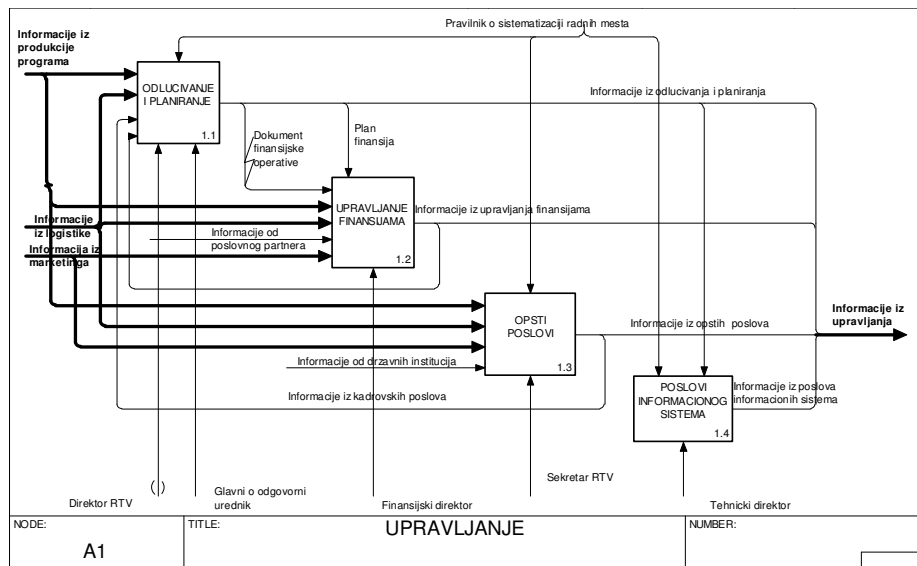 Pravilnik o sistematizaciji radnih mesta
Informacije iz
produkcije
programa
ODLUCIVANJE
I PLANIRANJE
1.1
Informacije iz odlucivanja i planiranja
Dokument
finansijske
operative
Plan
finansija
UPRAVLJANJE
FINANSIJAMA
1.2
Informacije iz upravljanja finansijama
Informacije
iz logistike
Informacije od
poslovnog partnera
Informacija iz
marketinga
OPSTI
POSLOVI
1.3
Informacije iz opstih poslova
Informacije iz
upravljanja
Informacije od drzavnih institucija
Informacije iz kadrovskih poslova
POSLOVI
INFORMACIONOG
SISTEMA
1.4
Informacije iz poslova
informacionih sistema
Direktor RTV
Glavni o odgovorni
urednik
Finansijski direktor
Sekretar RTV
Tehnicki direktor
NODE:
A1
TITLE:
UPRAVLJANJE
NUMBER: